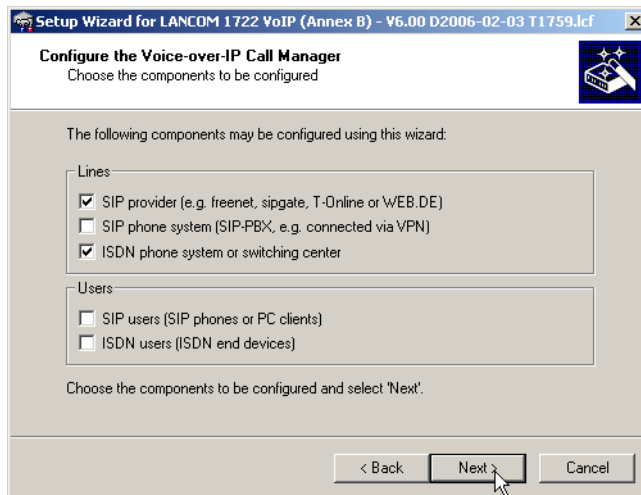 Setup Wizard for LANCOM 1722 VoIP (Annex B) - V6.00 D2006-02-03 T1759.lcf
Configure the Voice-over-IP Call Manager
Choose the components to be configured
The following components may be configured using this wizard:
Lines
SIP provider (e.g. freenet, sipgate, T-Online or WEB.DE)
SIP phone system (SIP-PBX, e.g. connected via VPN)
ISDN phone system or switching center
Users
SIP users (SIP phones or PC clients)
ISDN users (ISDN end devices)
Choose the components to be configured and select 'Next'.
< Back Next > Cancel